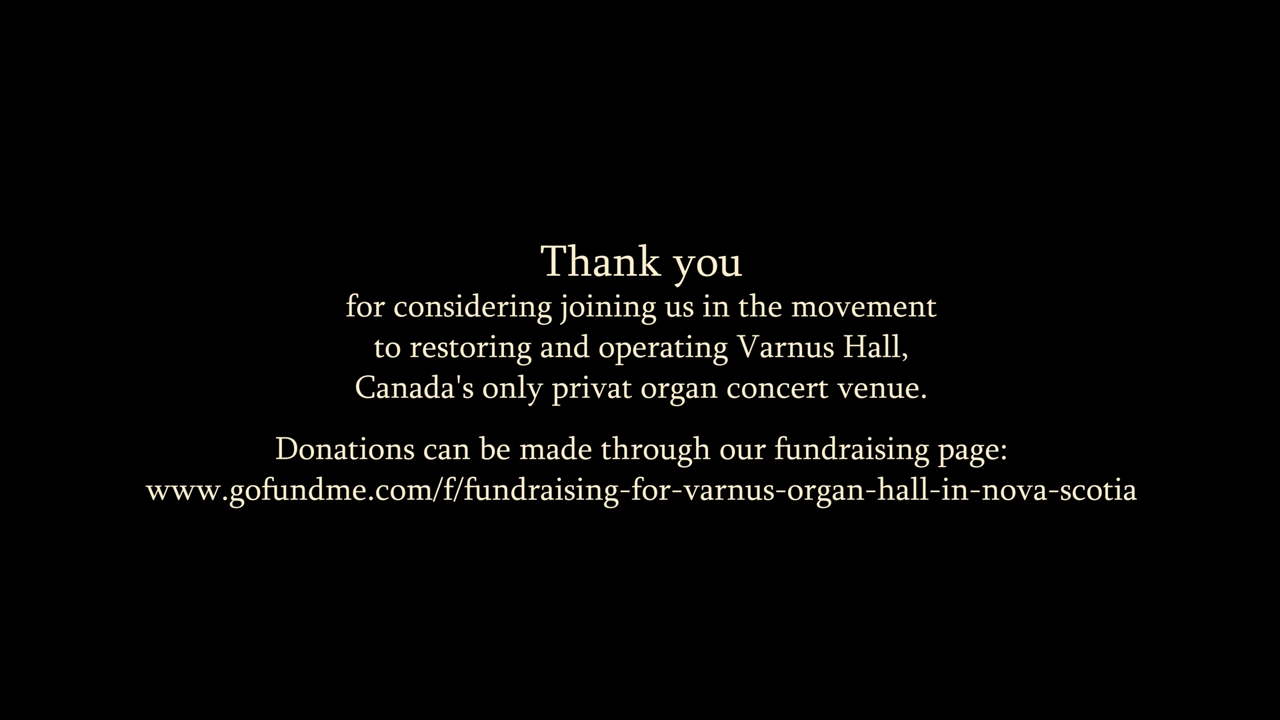 Thank you
for considering joining us in the movement
to restoring and operating Varnus Hall,
Canada's only privat organ concert venue.
Donations can be made through our fundraising page:
www.gofundme.com/f/fundraising-for-varnus-organ-hall-in-nova-scotia